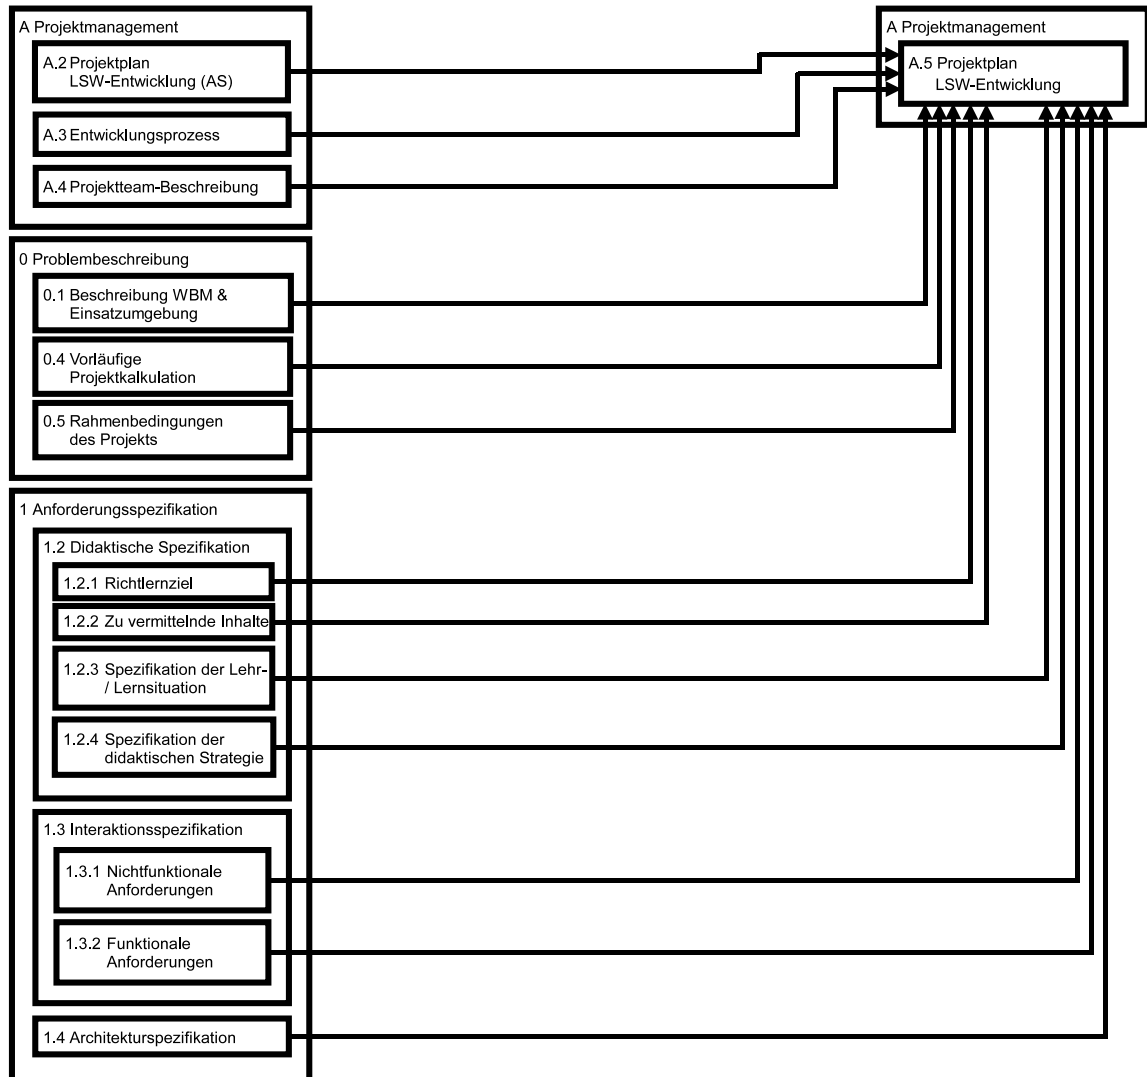 A Projektmanagement
A.2 Projektplan
LSW-Entwicklung (AS)
A.3 Entwicklungsprozess
A.4 Projektteam-Beschreibung
0 Problembeschreibung
0.1 Beschreibung WBM &
Einsatzumgebung
0.4 Vorläufige
Projektkalkulation
0.5 Rahmenbedingungen
des Projekts
1 Anforderungsspezifikation
1.2 Didaktische Spezifikation
1.2.1 Richtlernziel
1.2.2 Zu vermittelnde Inhalte
1.2.3 Spezifikation der Lehr-
/ Lernsituation
1.2.4 Spezifikation der
didaktischen Strategie
1.3 Interaktionsspezifikation
1.3.1 Nichtfunktionale
Anforderungen
1.3.2 Funktionale
Anforderungen
1.4 Architekturspezifikation
A Projektmanagement
A.5 Projektplan
LSW-Entwicklung